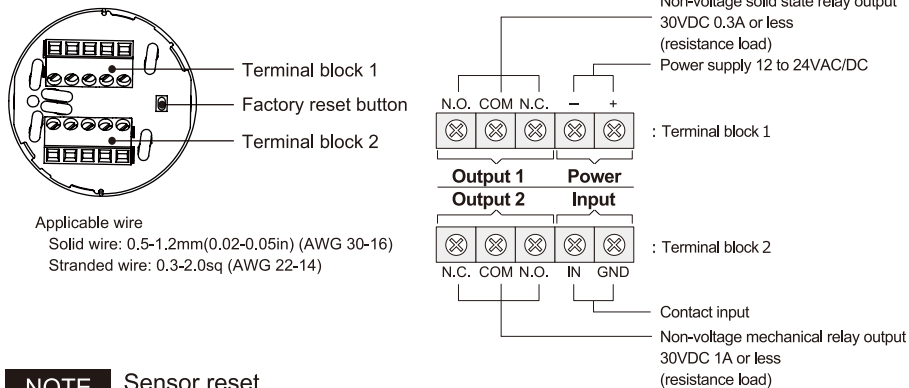 Terminal block 1
Factory reset button
Terminal block 2
Applicable wire
Solid wire: 0.5-1.2mm(0.02-0.05in) (AWG 30-16)
Stranded wire: 0.3-2.0sq (AWG 22-14)
Non-voltage solid state relay output
30VDC 0.3A or less
(resistance load)
Power supply 12 to 24VAC/DC
N.O. COM N.C. − +
: Terminal block 1
Output 1 Power
Output 2 Input
: Terminal block 2
N.C. COM N.O. IN GND
Contact input
Non-voltage mechanical relay output
30VDC 1A or less
(resistance load)
NOTE Sensor reset